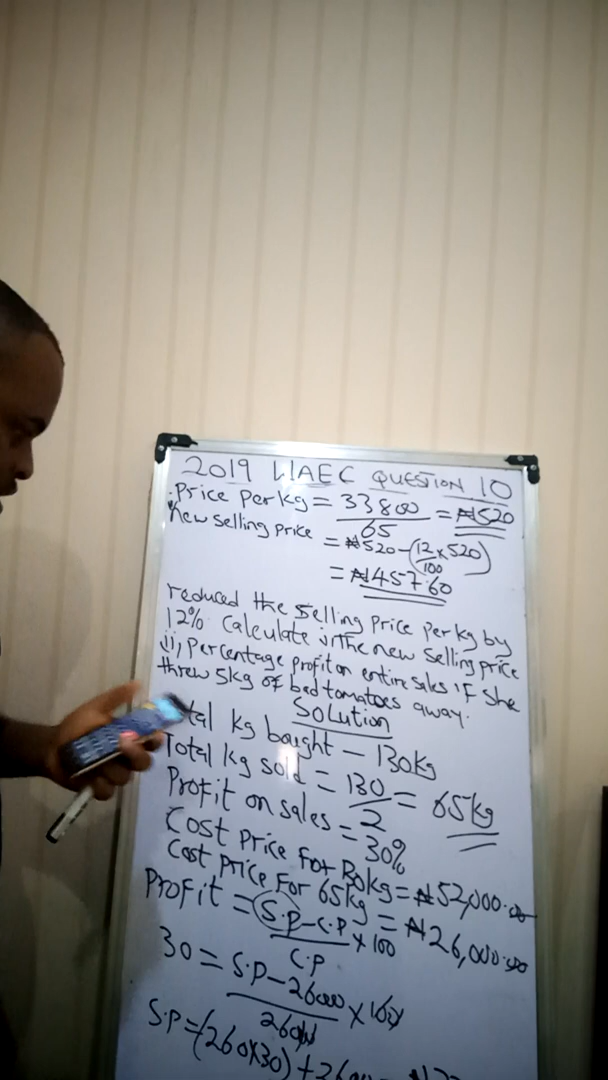 2019 WAEC QUESTION 10
Price per kg = 33800/65 = ₦520
New selling price = ₦520 - (12/100 × 520)
= ₦457.60
reduced the selling price per kg by
12%. Calculate i, The new selling price
ii, percentage profit on entire sales if she
threw 5kg of bad tomatoes away.
Solution
kg bought - 130kg
Total kg sold = 130/2 = 65kg
Profit on sales = 30%
Cost price for 130kg = ₦52,000.00
Cost price for 65kg = ₦26,000.00
Profit = S.P - C.P/C.P × 100
30 = S.P - 26000/26000 × 100
S.P = (260×30) +